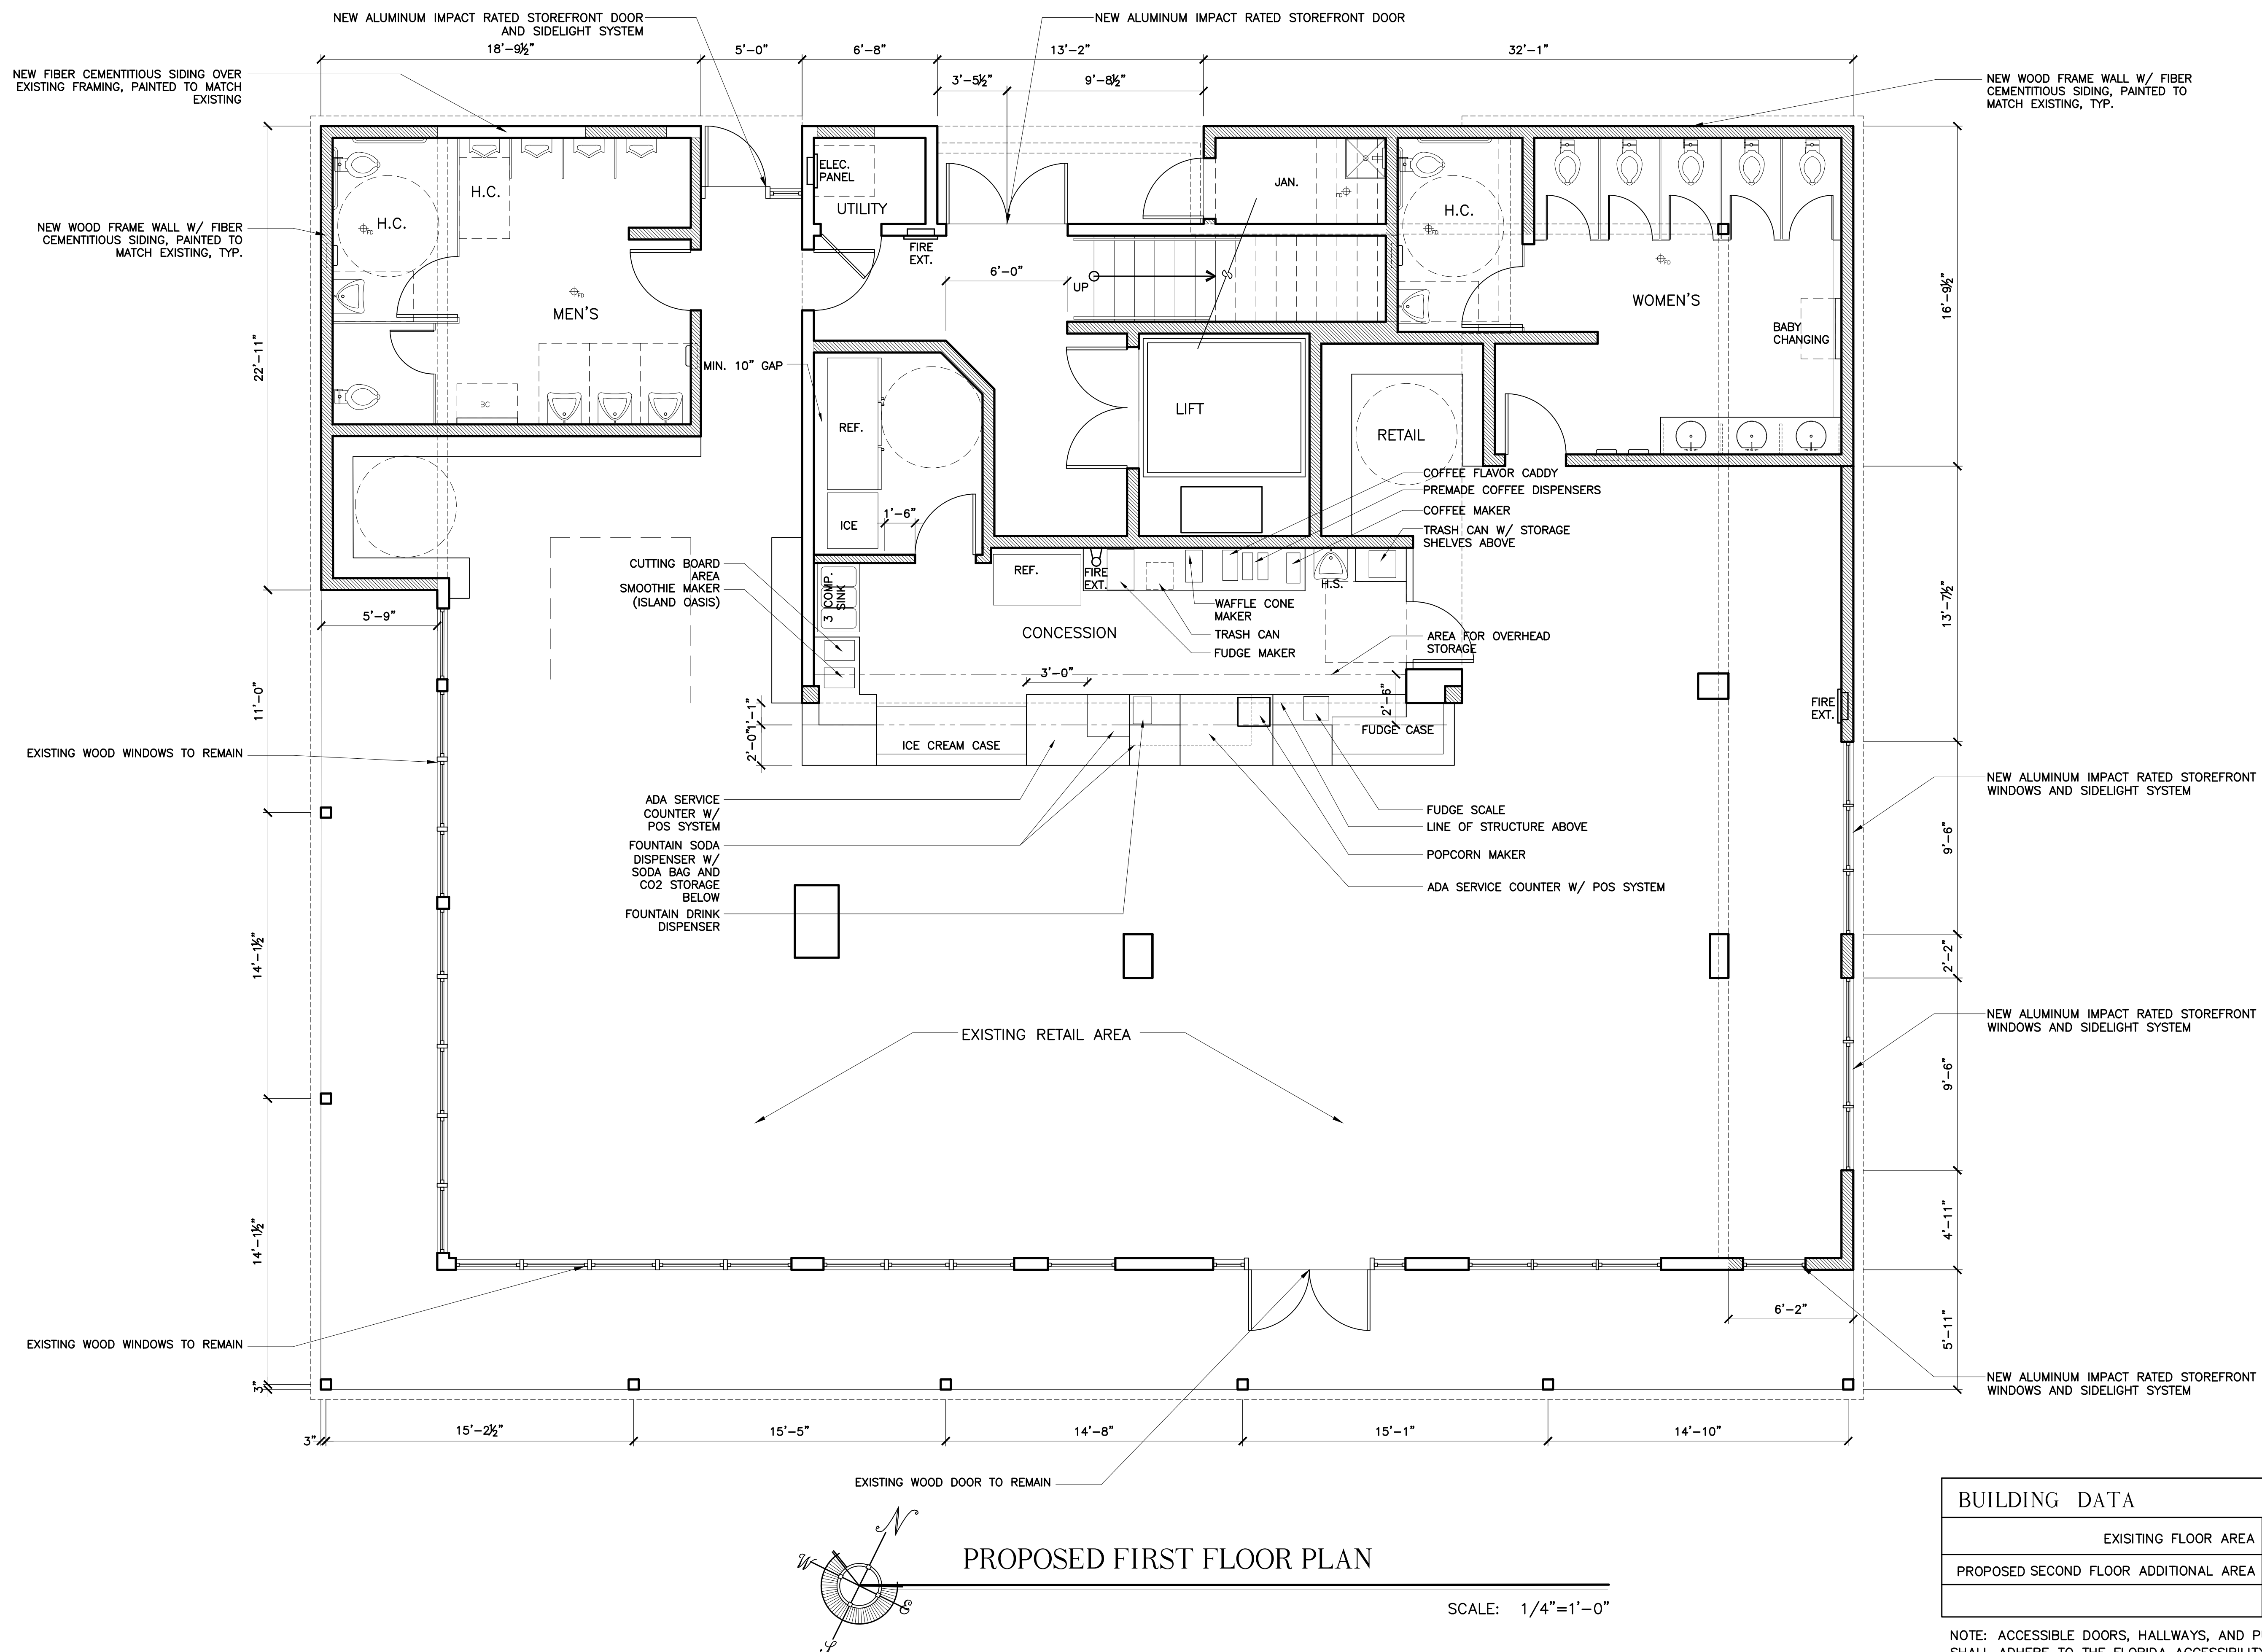 NEW ALUMINUM IMPACT RATED STOREFRONT DOOR
AND SIDELIGHT SYSTEM
NEW ALUMINUM IMPACT RATED STOREFRONT DOOR
18'-9½"
5'-0"
6'-8"
13'-2"
32'-1"
3'-5½"
9'-8½"
NEW FIBER CEMENTITIOUS SIDING OVER
EXISTING FRAMING, PAINTED TO MATCH
EXISTING
NEW WOOD FRAME WALL W/ FIBER
CEMENTITIOUS SIDING, PAINTED TO
MATCH EXISTING, TYP.
NEW WOOD FRAME WALL W/ FIBER
CEMENTITIOUS SIDING, PAINTED TO
MATCH EXISTING, TYP.
H.C.
H.C.
FD
FD
MEN'S
BC
ELEC.
PANEL
UTILITY
FIRE
EXT.
6'-0"
UP
JAN.
FD
H.C.
FD
FD
WOMEN'S
BABY
CHANGING
22'-11"
16'-9½"
MIN. 10" GAP
REF.
ICE
1'-6"
LIFT
RETAIL
COFFEE FLAVOR CADDY
PREMADE COFFEE DISPENSERS
COFFEE MAKER
TRASH CAN W/ STORAGE
SHELVES ABOVE
CUTTING BOARD
AREA
SMOOTHIE MAKER
(ISLAND OASIS)
3 COMP.
SINK
REF.
FIRE
EXT.
H.S.
WAFFLE CONE
MAKER
TRASH CAN
FUDGE MAKER
CONCESSION
AREA FOR OVERHEAD
STORAGE
5'-9"
13'-7½"
3'-0"
2'-6"
1'-1"
2'-0"
ICE CREAM CASE
FUDGE CASE
FIRE
EXT.
11'-0"
EXISTING WOOD WINDOWS TO REMAIN
NEW ALUMINUM IMPACT RATED STOREFRONT
WINDOWS AND SIDELIGHT SYSTEM
ADA SERVICE
COUNTER W/
POS SYSTEM
FOUNTAIN SODA
DISPENSER W/
SODA BAG AND
CO2 STORAGE
BELOW
FOUNTAIN DRINK
DISPENSER
FUDGE SCALE
LINE OF STRUCTURE ABOVE
POPCORN MAKER
ADA SERVICE COUNTER W/ POS SYSTEM
9'-6"
14'-1½"
2'-2"
EXISTING RETAIL AREA
NEW ALUMINUM IMPACT RATED STOREFRONT
WINDOWS AND SIDELIGHT SYSTEM
9'-6"
14'-1½"
4'-11"
6'-2"
5'-11"
EXISTING WOOD WINDOWS TO REMAIN
NEW ALUMINUM IMPACT RATED STOREFRONT
WINDOWS AND SIDELIGHT SYSTEM
3"
3"
15'-2½"
15'-5"
14'-8"
15'-1"
14'-10"
EXISTING WOOD DOOR TO REMAIN
N
W
E
S
PROPOSED FIRST FLOOR PLAN
SCALE: 1/4"=1'-0"
BUILDING DATA
EXISITING FLOOR AREA
PROPOSED SECOND FLOOR ADDITIONAL AREA
NOTE: ACCESSIBLE DOORS, HALLWAYS, AND P
SHALL ADHERE TO THE FLORIDA ACCESSIBILITY